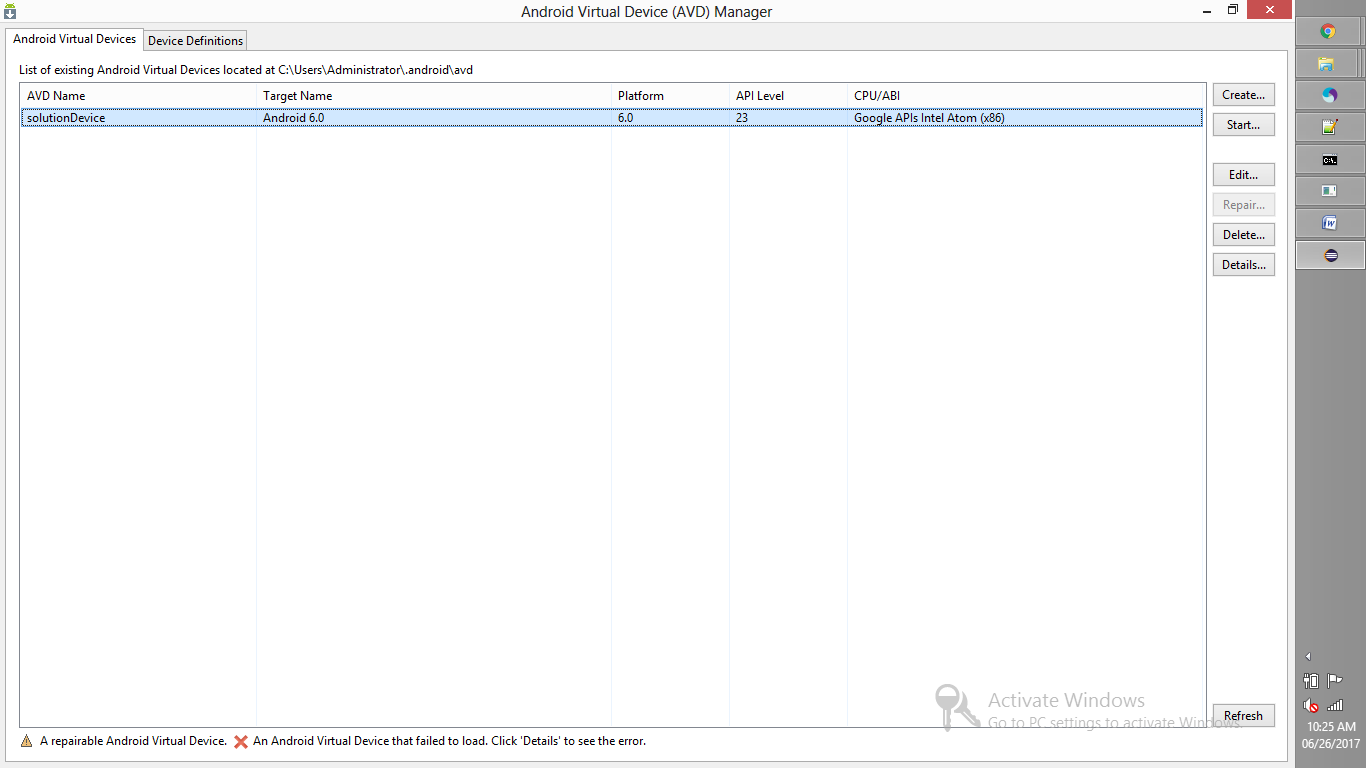 Android Virtual Device (AVD) Manager
Android Virtual Devices Device Definitions
List of existing Android Virtual Devices located at C:\Users\Administrator\.android\avd
AVD Name Target Name Platform API Level CPU/ABI
solutionDevice Android 6.0 6.0 23 Google APIs Intel Atom (x86)
Create...
Start...
Edit...
Repair...
Delete...
Details...
Activate Windows
Go to PC settings to activate Windows.
Refresh
A repairable Android Virtual Device. An Android Virtual Device that failed to load. Click 'Details' to see the error.
C:\.
W
10:25 AM
06/26/2017